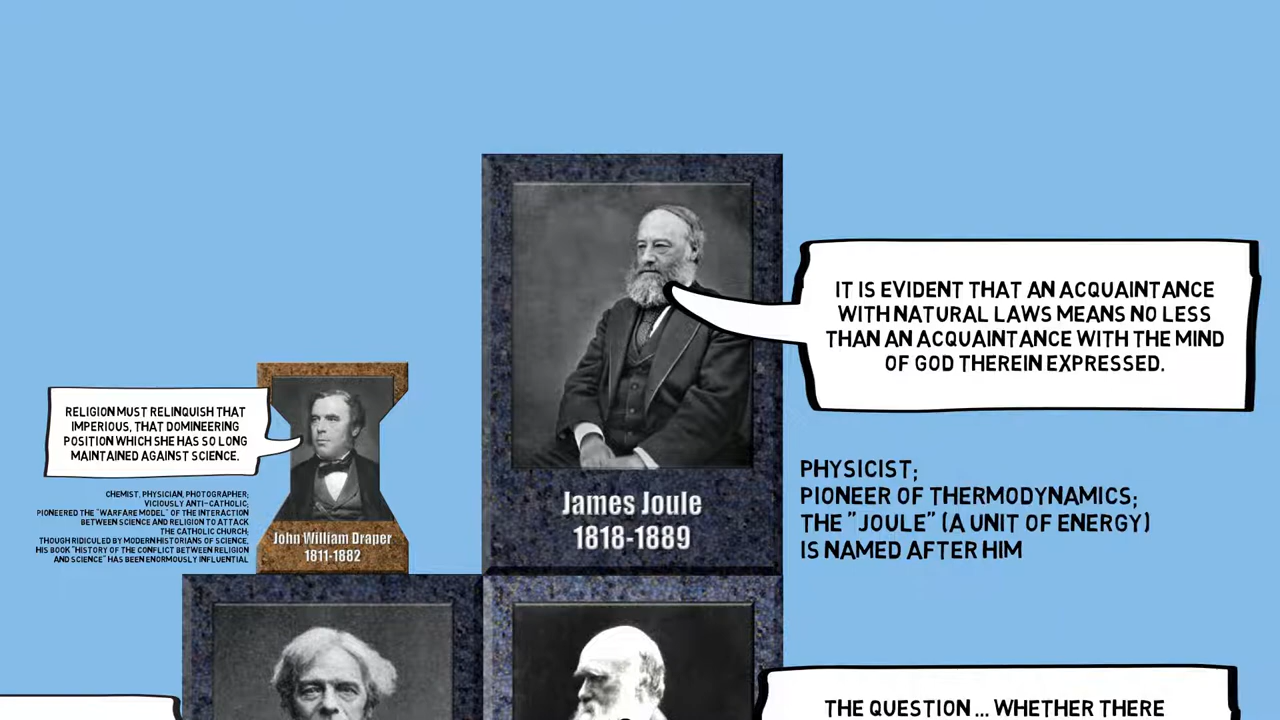 IT IS EVIDENT THAT AN ACQUAINTANCE
WITH NATURAL LAWS MEANS NO LESS
THAN AN ACQUAINTANCE WITH THE MIND
OF GOD THEREIN EXPRESSED.
James Joule
1818-1889
PHYSICIST;
PIONEER OF THERMODYNAMICS;
THE "JOULE" (A UNIT OF ENERGY)
IS NAMED AFTER HIM
RELIGION MUST RELINQUISH THAT
IMPERIOUS, THAT DOMINEERING
POSITION WHICH SHE HAS SO LONG
MAINTAINED AGAINST SCIENCE.
CHEMIST, PHYSICIAN, PHOTOGRAPHER;
VICIOUSLY ANTI-CATHOLIC;
PIONEERED THE "WARFARE MODEL" OF THE INTERACTION
BETWEEN SCIENCE AND RELIGION TO ATTACK
THE CATHOLIC CHURCH;
THOUGH RIDICULED BY MODERN HISTORIANS OF SCIENCE,
HIS BOOK "HISTORY OF THE CONFLICT BETWEEN RELIGION
AND SCIENCE" HAS BEEN ENORMOUSLY INFLUENTIAL
John William Draper
1811-1882
THE QUESTION ... WHETHER THERE